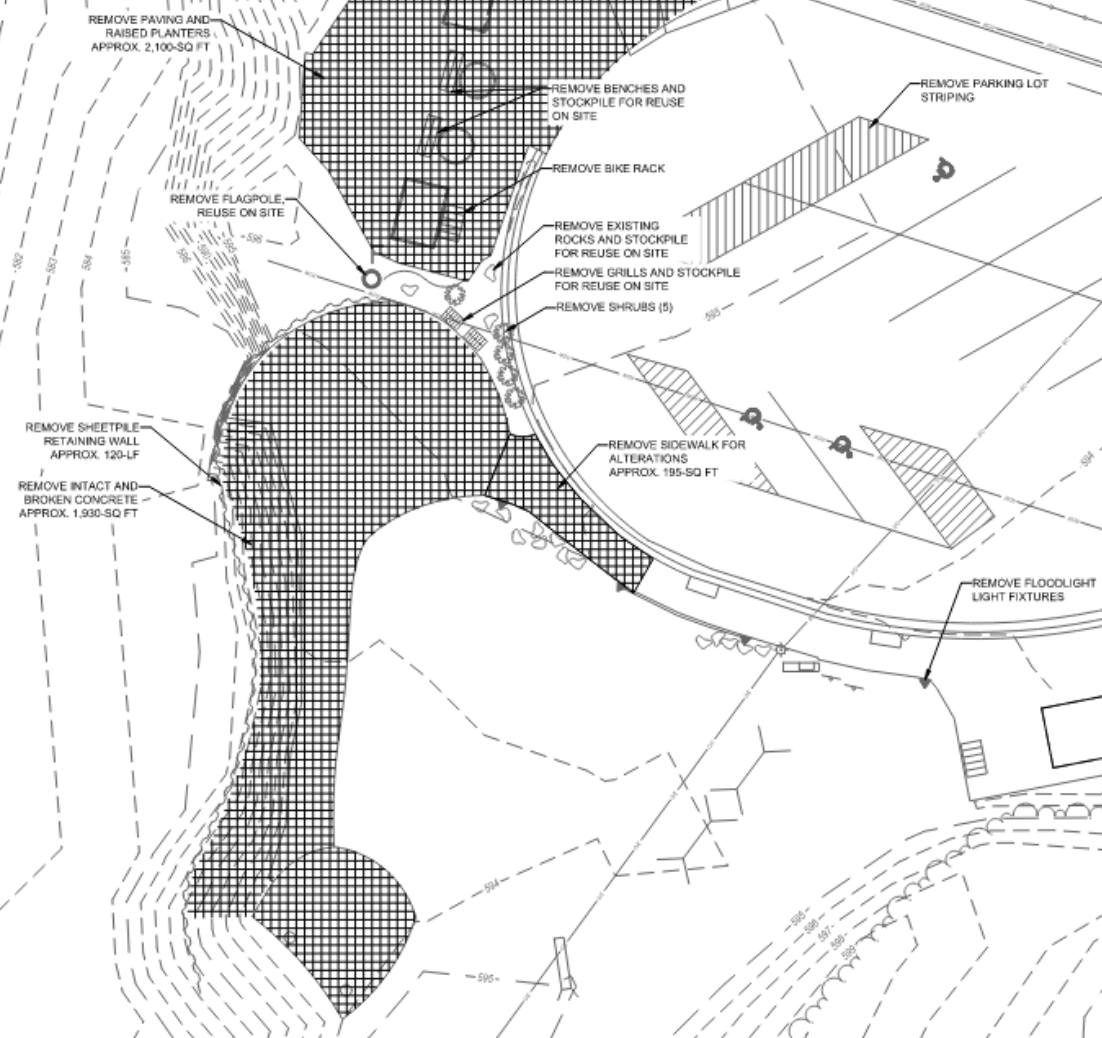 REMOVE PAVING AND
RAISED PLANTERS
APPROX. 2,100-SQ FT
REMOVE BENCHES AND
STOCKPILE FOR REUSE
ON SITE
REMOVE PARKING LOT
STRIPING
REMOVE BIKE RACK
REMOVE FLAGPOLE,
REUSE ON SITE
REMOVE EXISTING
ROCKS AND STOCKPILE
FOR REUSE ON SITE
REMOVE GRILLS AND STOCKPILE
FOR REUSE ON SITE
REMOVE SHRUBS (5)
582
583
584
585
596
595
REMOVE SHEETPILE
RETAINING WALL
APPROX. 120-LF
REMOVE INTACT AND
BROKEN CONCRETE
APPROX. 1,930-SQ FT
REMOVE SIDEWALK FOR
ALTERATIONS
APPROX. 195-SQ FT
594
REMOVE FLOODLIGHT
LIGHT FIXTURES
594
595
595
596
597
598
599